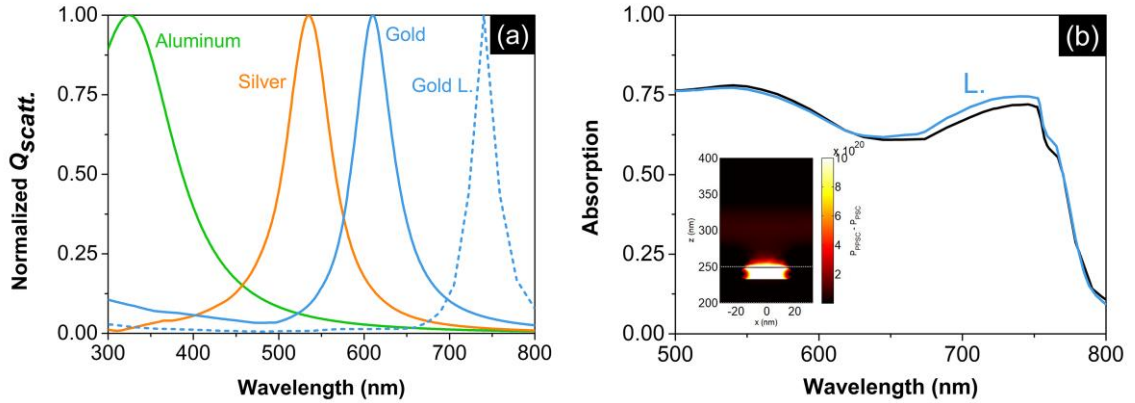 (a)
Normalized Qscatt.
1.00
0.75
0.50
0.25
0.00
Aluminum
Silver
Gold
Gold L.
300 400 500 600 700 800
Wavelength (nm)
(b)
Absorption
1.00
0.75
0.50
0.25
0.00
L.
z (nm)
400
350
300
250
200
-20 0 20
x (nm)
x 10^20
10
8
6
4
2
PPPSC - PPSC
500 600 700 800
Wavelength (nm)